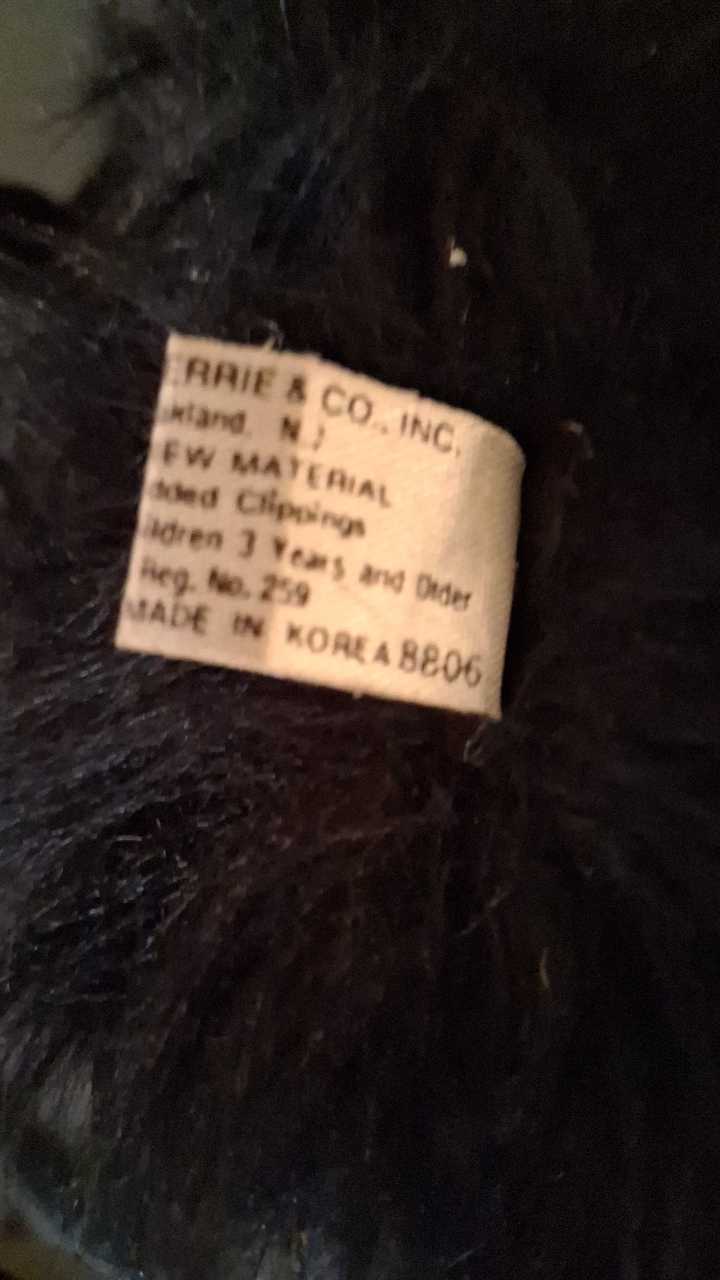 ERRIE & CO., INC.
kland, N.J
EW MATERIAL
dded Clippings
ildren 3 Years and Older
Reg. No. 259
MADE IN KOREA 8806